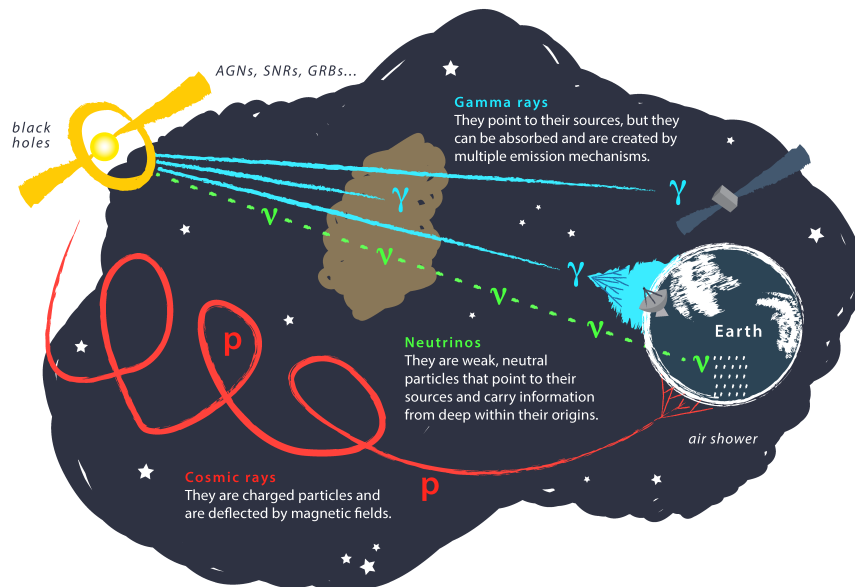 AGNs, SNRs, GRBs...
black
holes
Gamma rays
They point to their sources, but they
can be absorbed and are created by
multiple emission mechanisms.
γ
γ
ν
ν
γ
ν
ν
Earth
p
Neutrinos
They are weak, neutral
particles that point to their
sources and carry information
from deep within their origins.
ν
air shower
Cosmic rays
They are charged particles and
are deflected by magnetic fields.
p